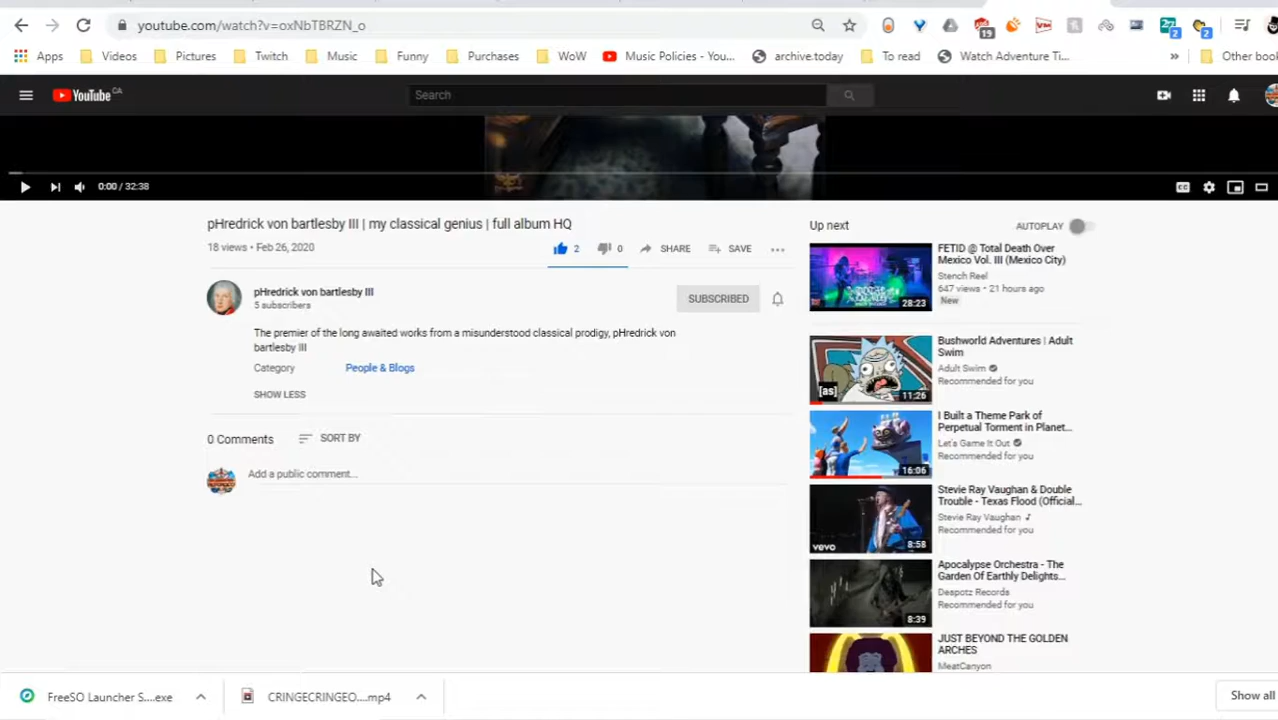 youtube.com/watch?v=oxNbTBRZN_o
19
2
2
Apps Videos Pictures Twitch Music Funny Purchases WoW Music Policies - You... archive.today To read Watch Adventure Ti... » Other book
YouTube CA
Search
0:00 / 32:38
CC
pHredrick von bartlesby III | my classical genius | full album HQ
18 views • Feb 26, 2020
2 0 SHARE SAVE
pHredrick von bartlesby III
5 subscribers
SUBSCRIBED
The premier of the long awaited works from a misunderstood classical prodigy, pHredrick von
bartlesby III
Category People & Blogs
SHOW LESS
0 Comments SORT BY
Add a public comment...
Up next AUTOPLAY
28:23
FETID @ Total Death Over
Mexico Vol. III (Mexico City)
Stench Reel
647 views • 21 hours ago
New
[as] 11:26
Bushworld Adventures | Adult
Swim
Adult Swim
Recommended for you
16:06
I Built a Theme Park of
Perpetual Torment in Planet...
Let's Game It Out
Recommended for you
vevo 8:58
Stevie Ray Vaughan & Double
Trouble - Texas Flood (Official...
Stevie Ray Vaughan
Recommended for you
8:39
Apocalypse Orchestra - The
Garden Of Earthly Delights...
Despotz Records
Recommended for you
JUST BEYOND THE GOLDEN
ARCHES
MeatCanyon
FreeSO Launcher S....exe
CRINGECRINGEO....mp4
Show all